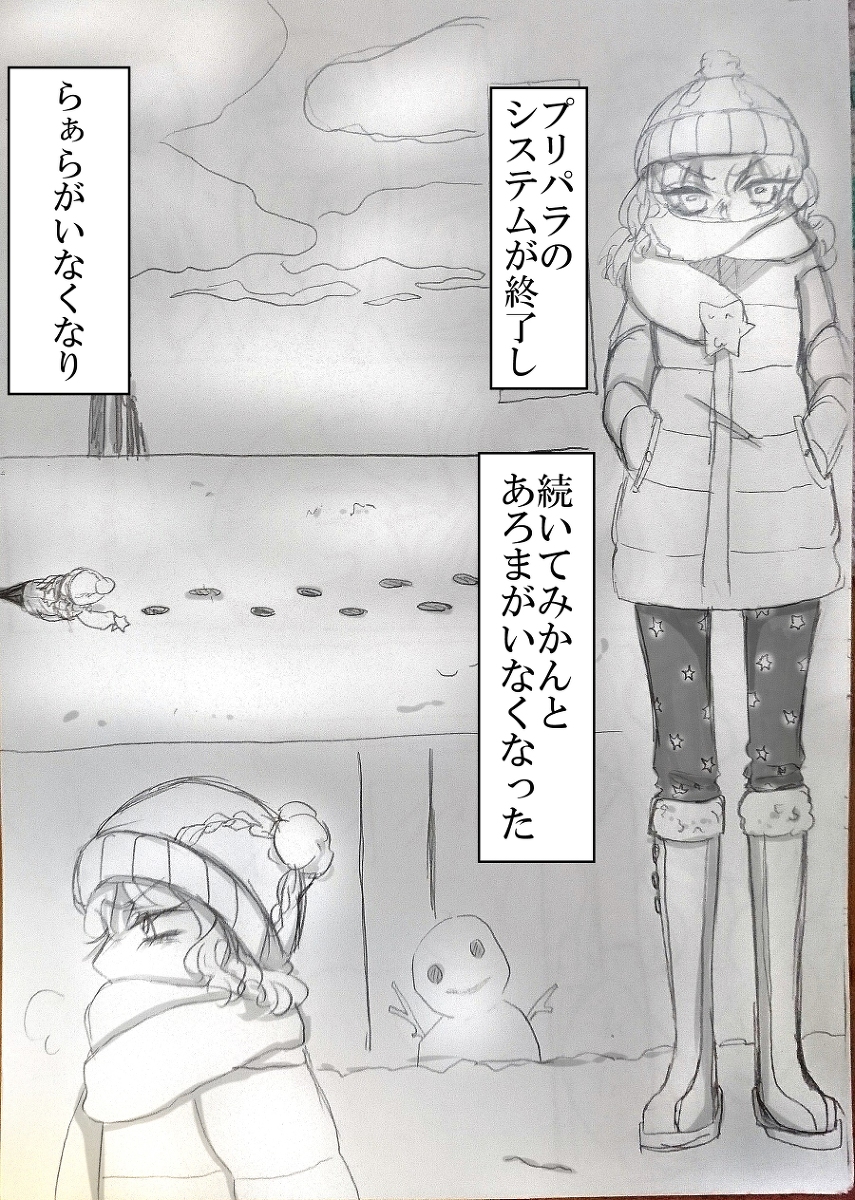 プリパラの
システムが終了し
らぁらがいなくなり
続いてみかんと
あろまがいなくなった